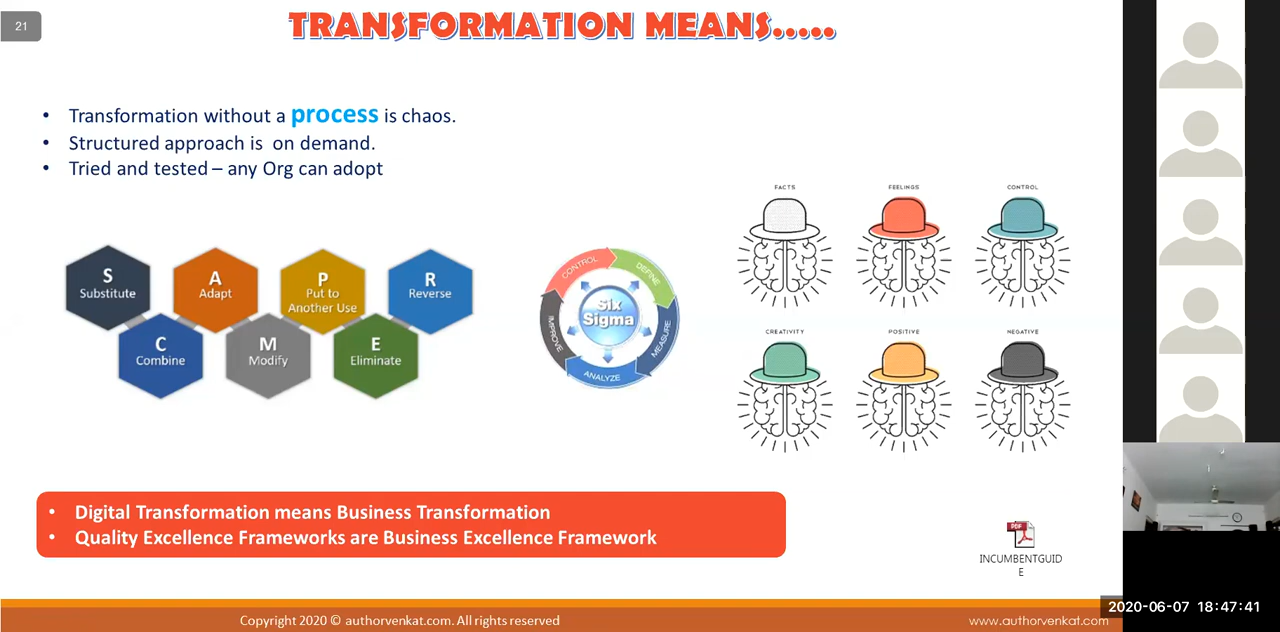 21
TRANSFORMATION MEANS.....
• Transformation without a process is chaos.
• Structured approach is on demand.
• Tried and tested – any Org can adopt
S
Substitute
A
Adapt
P
Put to
Another Use
R
Reverse
C
Combine
M
Modify
E
Eliminate
CONTROL
DEFINE
MEASURE
ANALYZE
IMPROVE
Six
Sigma
FACTS
FEELINGS
CONTROL
CREATIVITY
POSITIVE
NEGATIVE
• Digital Transformation means Business Transformation
• Quality Excellence Frameworks are Business Excellence Framework
PDF
INCUMBENTGUID
E
Copyright 2020 © authorvenkat.com. All rights reserved
www.authorvenkat.com
2020-06-07 18:47:41